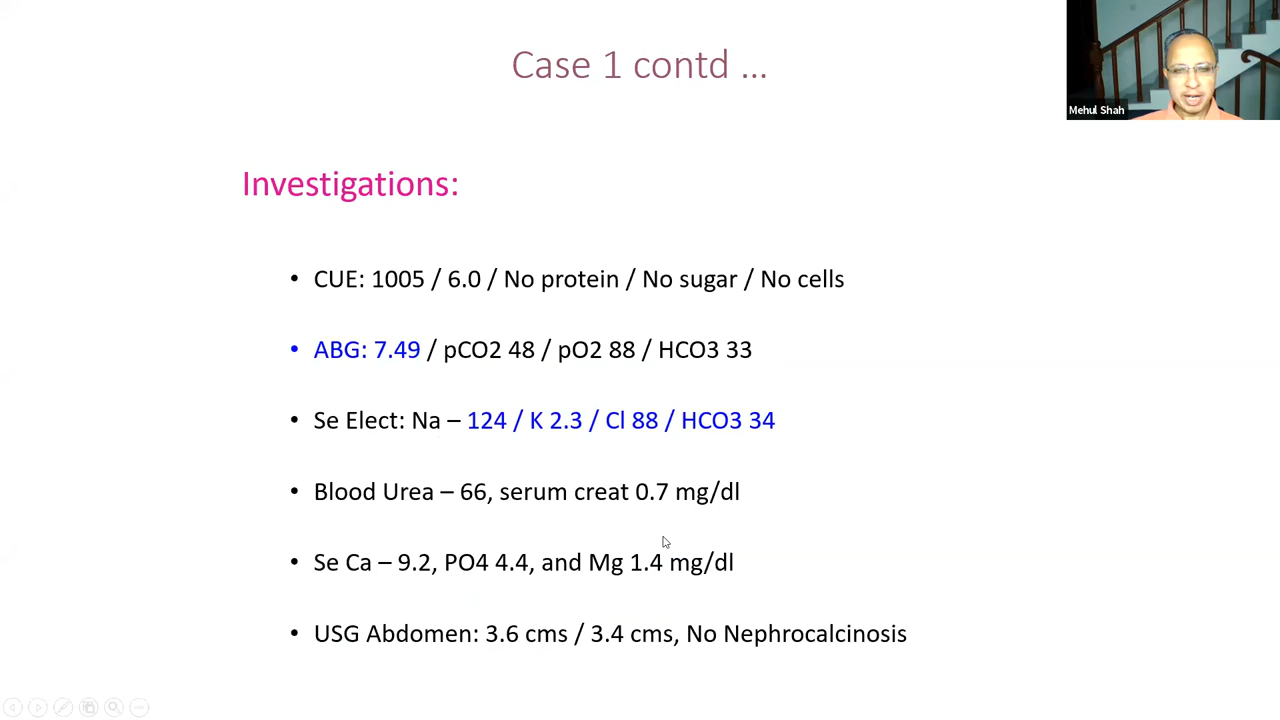 Case 1 contd ...
Mehul Shah
Investigations:
• CUE: 1005 / 6.0 / No protein / No sugar / No cells
• ABG: 7.49 / pCO2 48 / pO2 88 / HCO3 33
• Se Elect: Na – 124 / K 2.3 / Cl 88 / HCO3 34
• Blood Urea – 66, serum creat 0.7 mg/dl
• Se Ca – 9.2, PO4 4.4, and Mg 1.4 mg/dl
• USG Abdomen: 3.6 cms / 3.4 cms, No Nephrocalcinosis